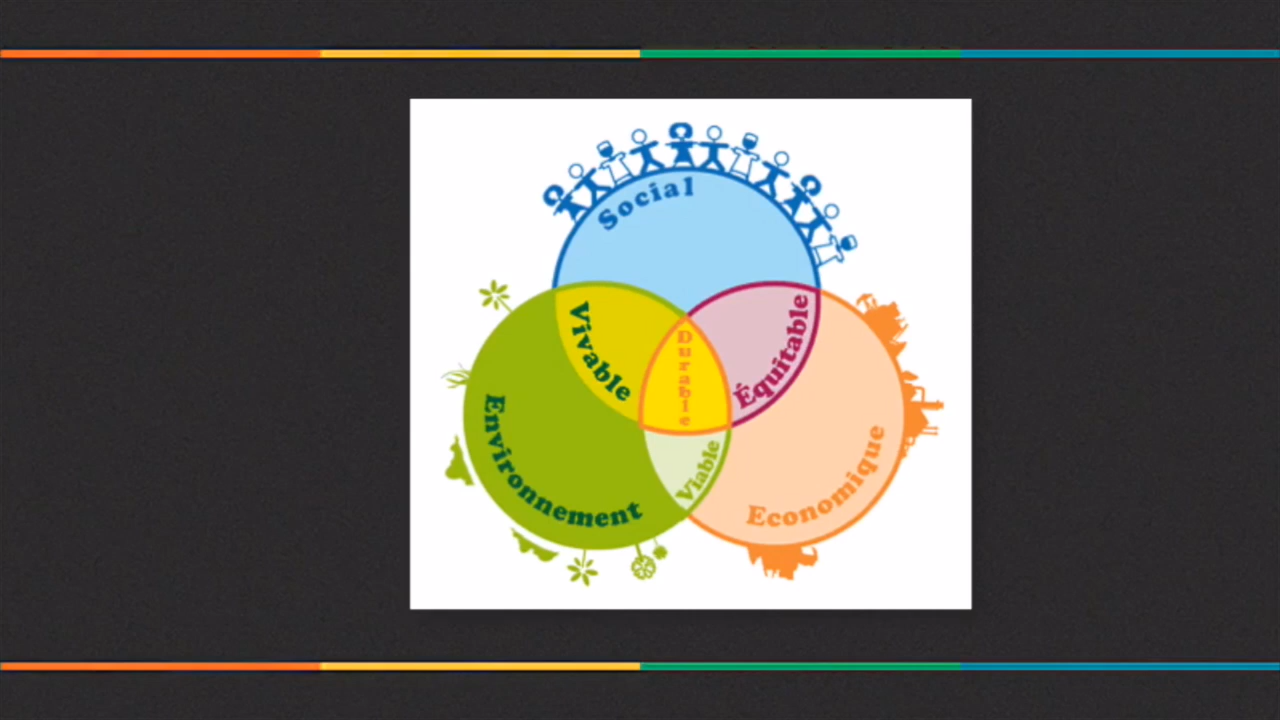 Social
Vivable
Durable
Équitable
Environnement
Viable
Economique